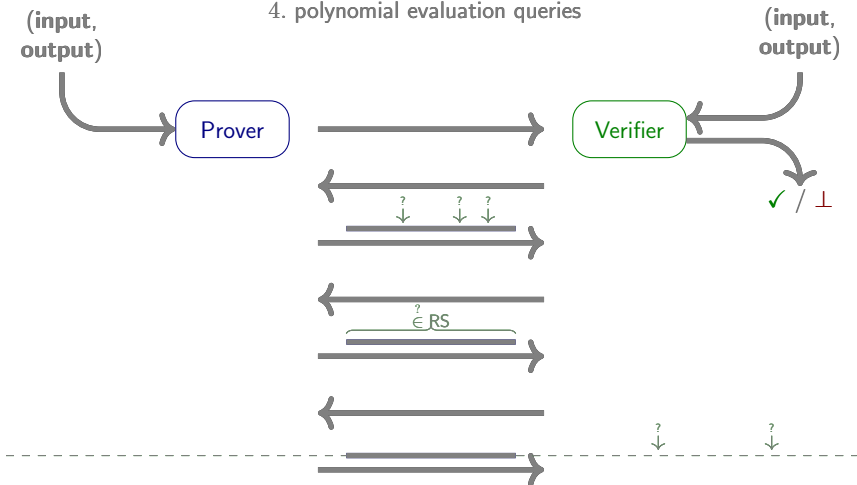 4. polynomial evaluation queries
(input,
output)
(input,
output)
Prover
Verifier
✓ / ⊥
? ? ?
?
∈ RS
? ?